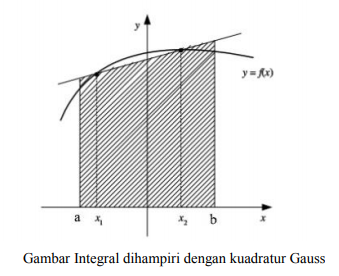 y
y = f(x)
a x₁ x₂ b x
Gambar Integral dihampiri dengan kuadratur Gauss